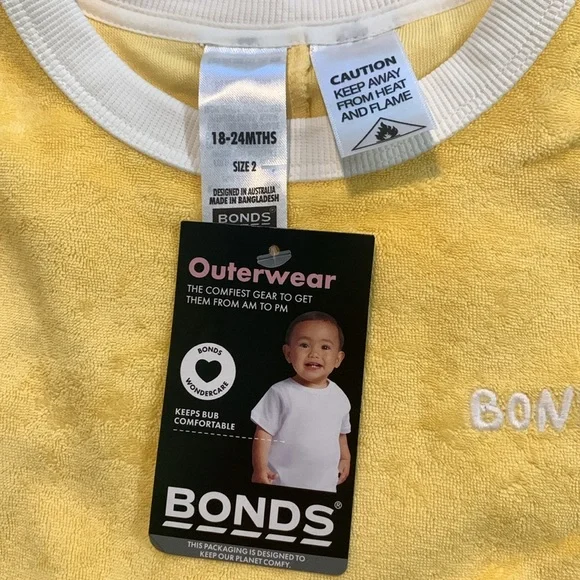 BONDS
18-24MTHS
SIZE 2
DESIGNED IN AUSTRALIA
MADE IN BANGLADESH
BONDS
CAUTION
KEEP AWAY
FROM HEAT
AND FLAME
Outerwear
THE COMFIEST GEAR TO GET
THEM FROM AM TO PM
BONDS
WONDERCARE
KEEPS BUB
COMFORTABLE
BONDS®
THIS PACKAGING IS DESIGNED TO
KEEP OUR PLANET COMFY.
BON